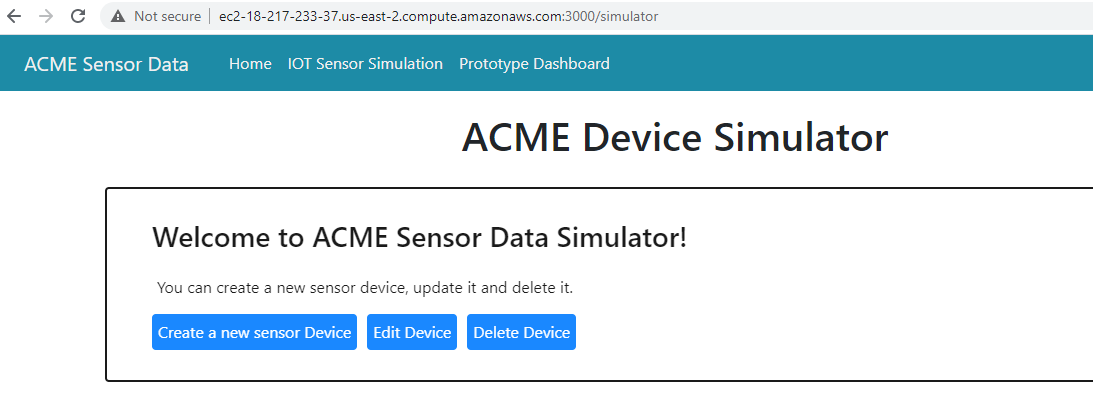 Not secure ec2-18-217-233-37.us-east-2.compute.amazonaws.com:3000/simulator
ACME Sensor Data Home IOT Sensor Simulation Prototype Dashboard
ACME Device Simulator
Welcome to ACME Sensor Data Simulator!
You can create a new sensor device, update it and delete it.
Create a new sensor Device Edit Device Delete Device